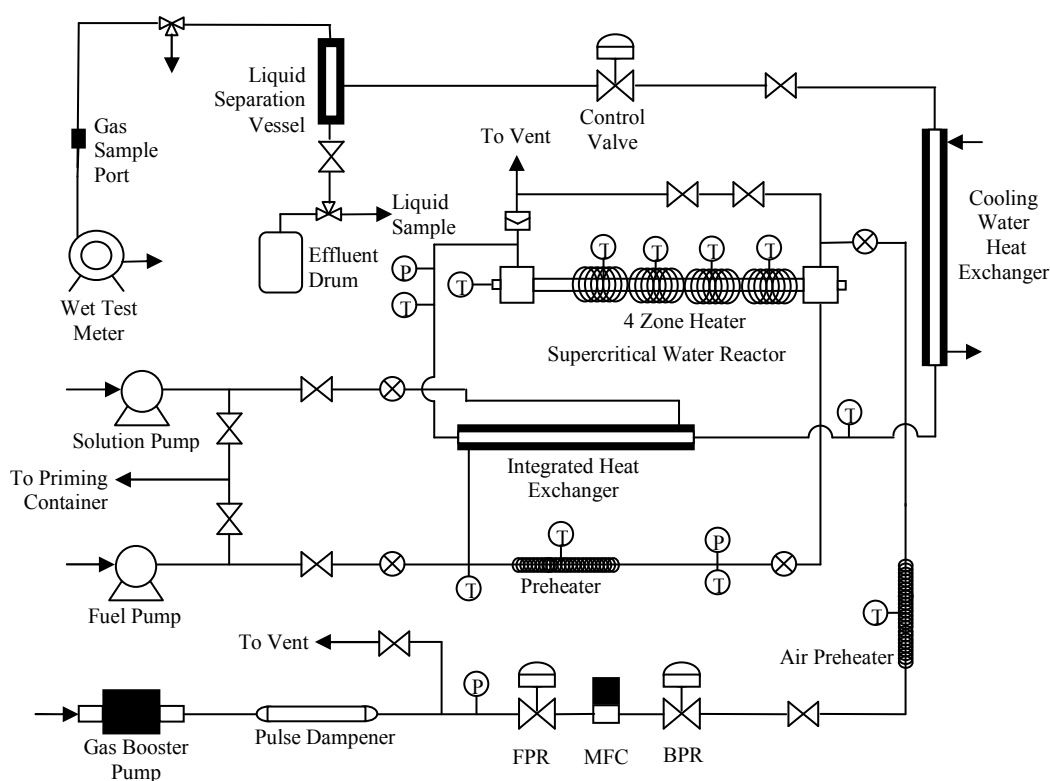 Gas
Sample
Port
Liquid
Separation
Vessel
Control
Valve
To Vent
Liquid
Sample
Effluent
Drum
Wet Test
Meter
Cooling
Water
Heat
Exchanger
T
T
T
T
P
T
T
4 Zone Heater
Supercritical Water Reactor
Solution Pump
T
Integrated Heat
Exchanger
To Priming
Container
T
P
T
T
Preheater
Fuel Pump
T
Air Preheater
To Vent
P
Gas Booster
Pump
Pulse Dampener
FPR
MFC
BPR